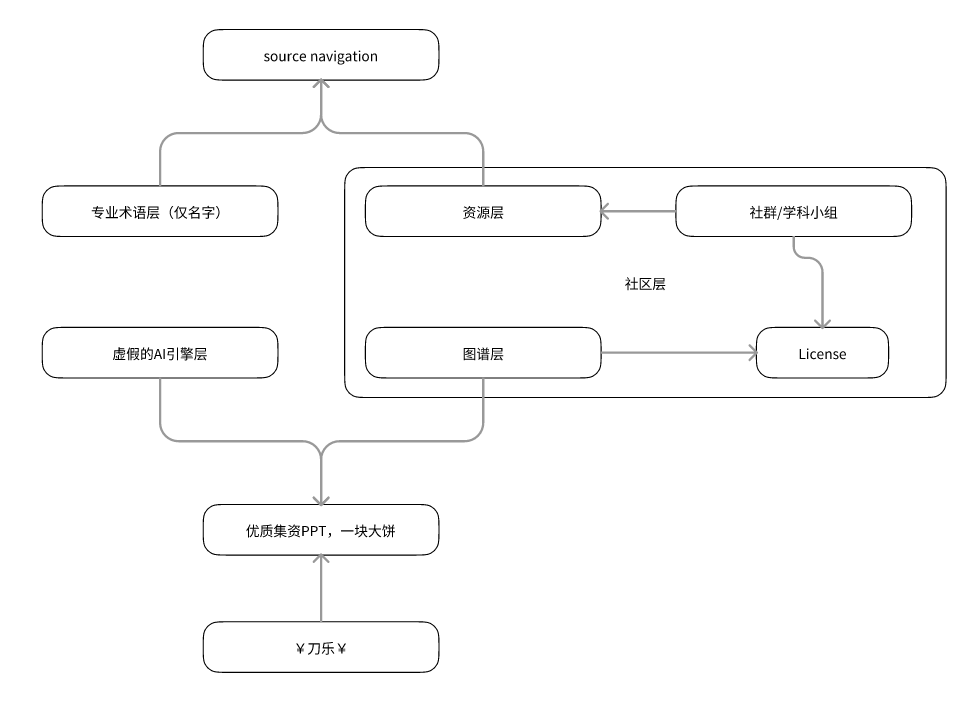 source navigation
专业术语层（仅名字）
资源层
社群/学科小组
社区层
虚假的AI引擎层
图谱层
License
优质集资PPT，一块大饼
￥刀乐￥